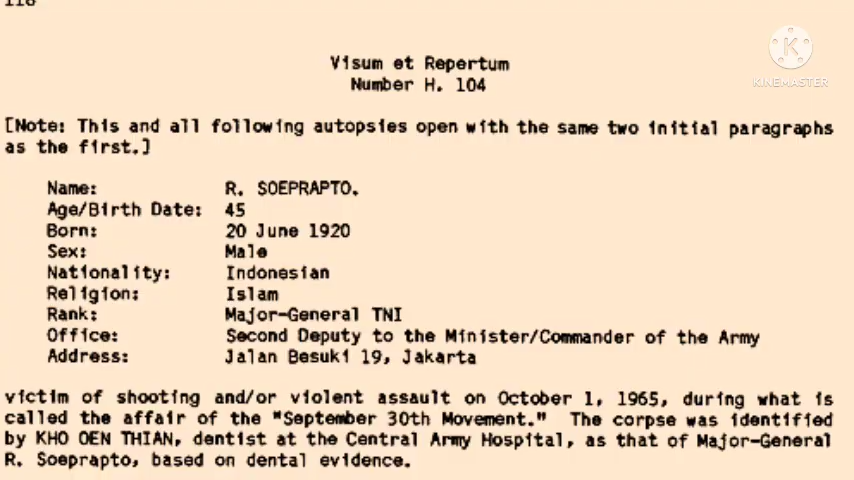 116
Visum et Repertum
Number H. 104
KINEMASTER
[Note: This and all following autopsies open with the same two initial paragraphs
as the first.]
Name: R. SOEPRAPTO.
Age/Birth Date: 45
Born: 20 June 1920
Sex: Male
Nationality: Indonesian
Religion: Islam
Rank: Major-General TNI
Office: Second Deputy to the Minister/Commander of the Army
Address: Jalan Besuki 19, Jakarta
victim of shooting and/or violent assault on October 1, 1965, during what is
called the affair of the "September 30th Movement." The corpse was identified
by KHO OEN THIAN, dentist at the Central Army Hospital, as that of Major-General
R. Soeprapto, based on dental evidence.